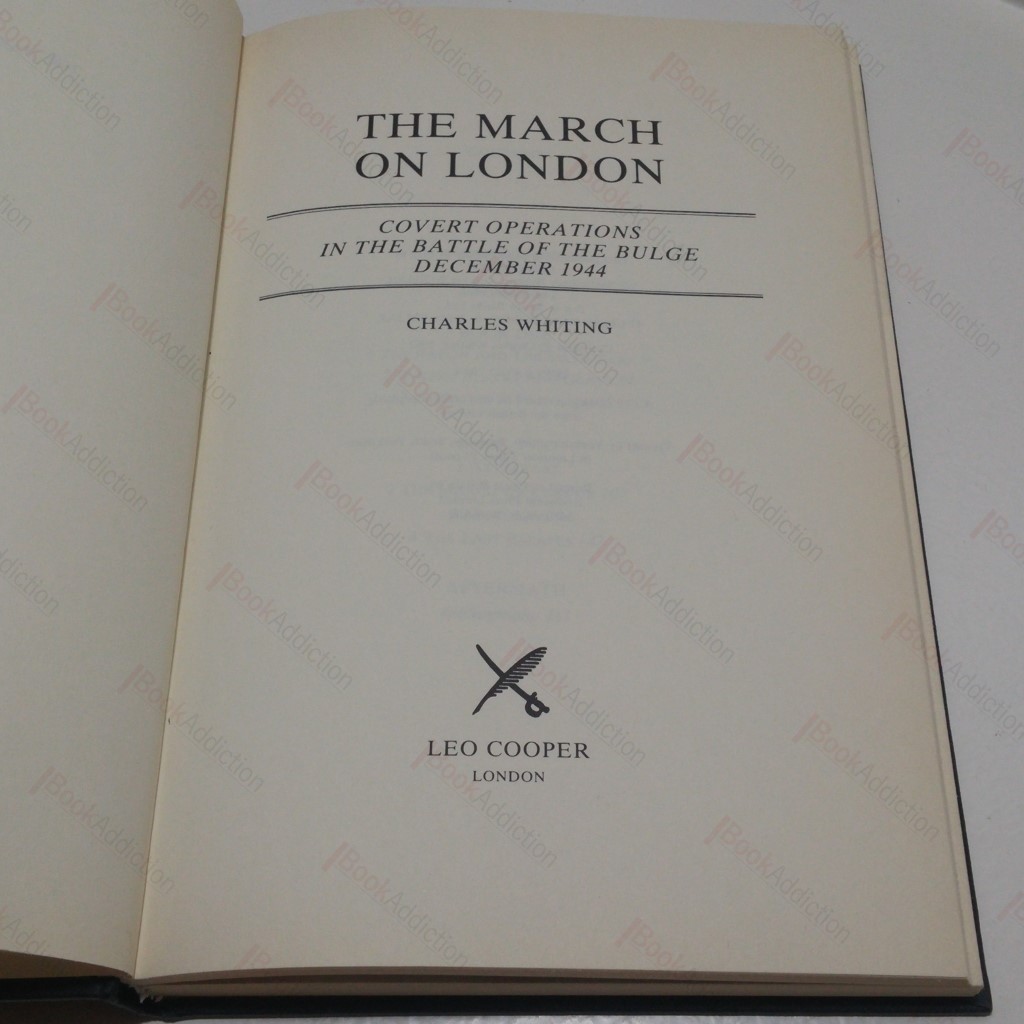 THE MARCH
ON LONDON
COVERT OPERATIONS
IN THE BATTLE OF THE BULGE
DECEMBER 1944
CHARLES WHITING
LEO COOPER
LONDON
BookAddiction